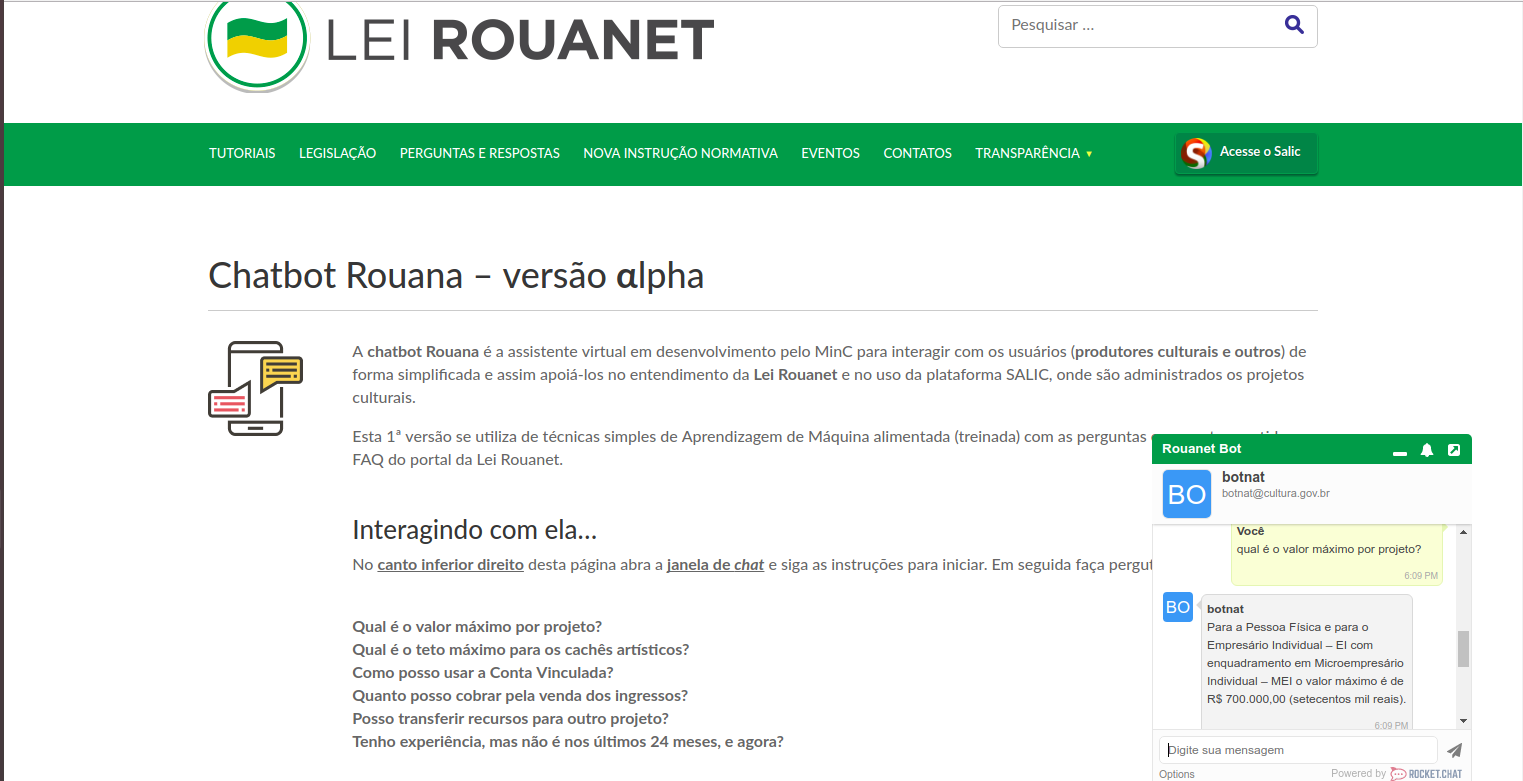 LEI ROUANET
Pesquisar ...
TUTORIAIS LEGISLAÇÃO PERGUNTAS E RESPOSTAS NOVA INSTRUÇÃO NORMATIVA EVENTOS CONTATOS TRANSPARÊNCIA ▾
S Acesse o Salic
Chatbot Rouana – versão αlpha
A chatbot Rouana é a assistente virtual em desenvolvimento pelo MinC para interagir com os usuários (produtores culturais e outros) de
forma simplificada e assim apoiá-los no entendimento da Lei Rouanet e no uso da plataforma SALIC, onde são administrados os projetos
culturais.
Esta 1ª versão se utiliza de técnicas simples de Aprendizagem de Máquina alimentada (treinada) com as perguntas
FAQ do portal da Lei Rouanet.
Interagindo com ela...
No canto inferior direito desta página abra a janela de chat e siga as instruções para iniciar. Em seguida faça
Qual é o valor máximo por projeto?
Qual é o teto máximo para os cachês artísticos?
Como posso usar a Conta Vinculada?
Quanto posso cobrar pela venda dos ingressos?
Posso transferir recursos para outro projeto?
Tenho experiência, mas não é nos últimos 24 meses, e agora?
Rouanet Bot
BO
botnat
botnat@cultura.gov.br
Você
qual é o valor máximo por projeto?
6:09 PM
BO
botnat
Para a Pessoa Física e para o
Empresário Individual – EI com
enquadramento em Microempresário
Individual – MEI o valor máximo é de
R$ 700.000,00 (setecentos mil reais).
6:09 PM
Digite sua mensagem
Options
Powered by ROCKET.CHAT